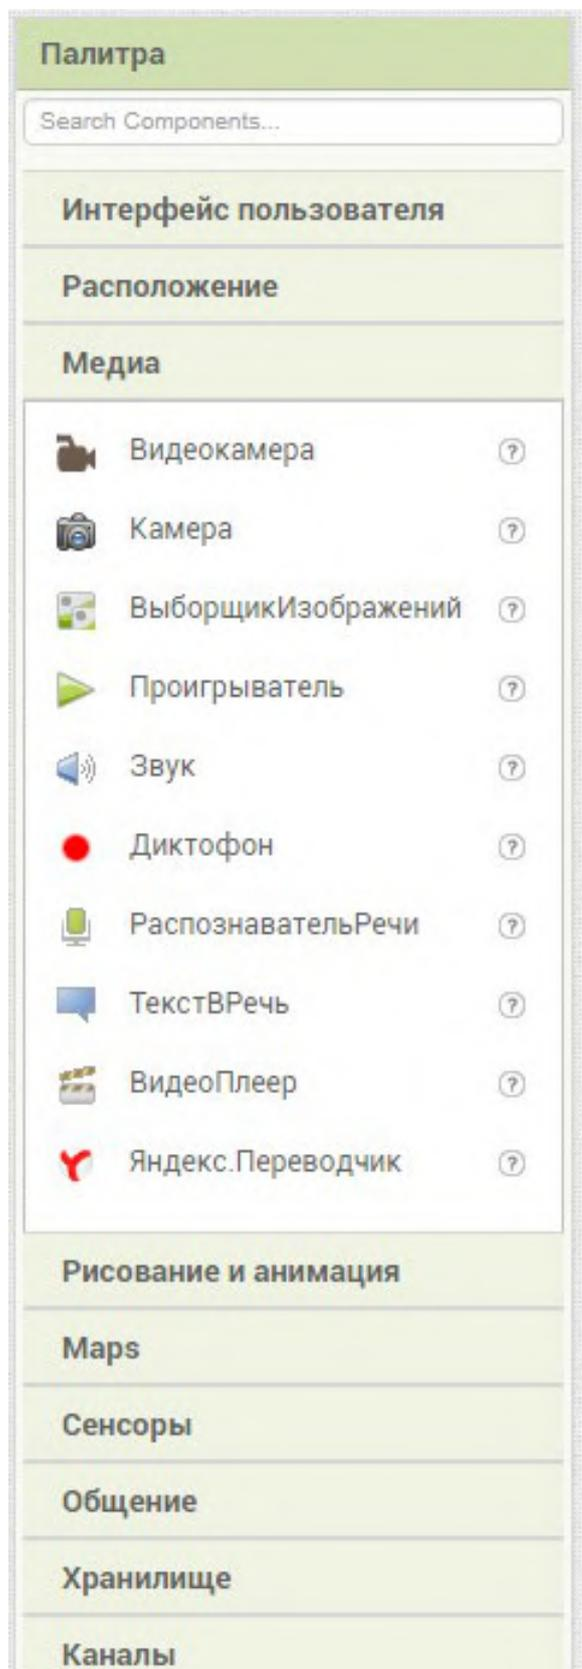 Палитра
Search Components...
Интерфейс пользователя
Расположение
Медиа
Видеокамера ?
Камера ?
ВыборщикИзображений ?
Проигрыватель ?
Звук ?
Диктофон ?
РаспознавательРечи ?
ТекстВРечь ?
ВидеоПлеер ?
Яндекс.Переводчик ?
Рисование и анимация
Maps
Сенсоры
Общение
Хранилище
Каналы